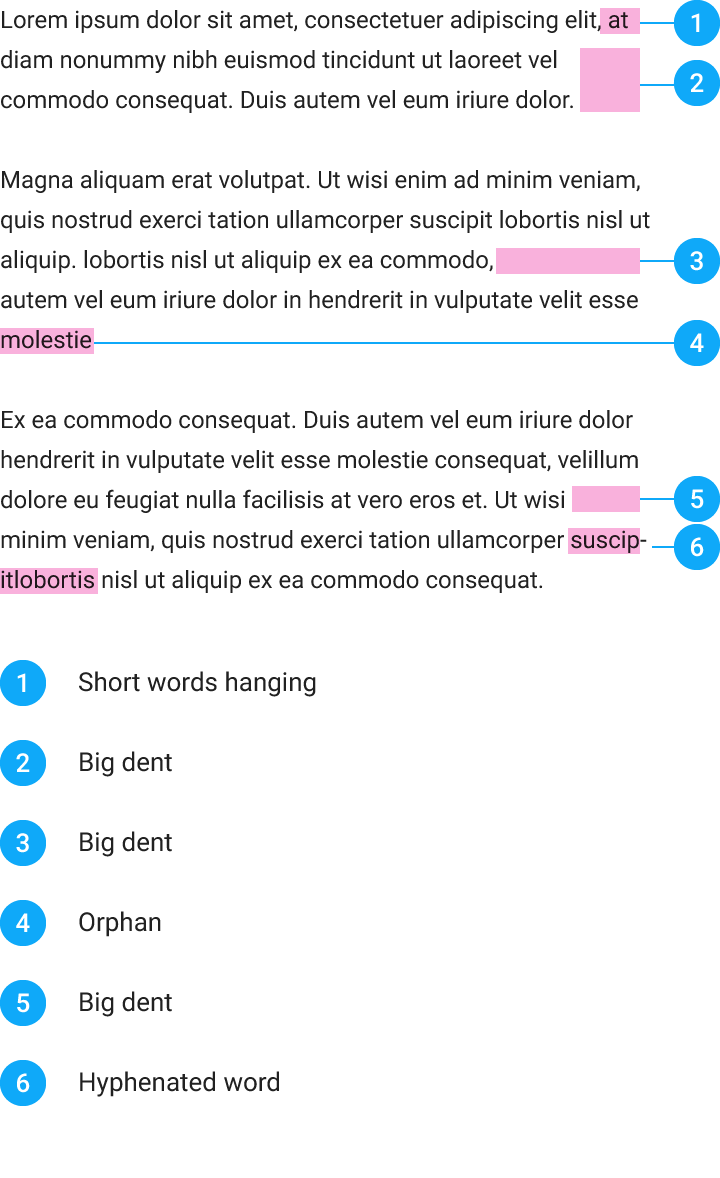 Lorem ipsum dolor sit amet, consectetuer adipiscing elit, at 1
diam nonummy nibh euismod tincidunt ut laoreet vel
2
commodo consequat. Duis autem vel eum iriure dolor.
Magna aliquam erat volutpat. Ut wisi enim ad minim veniam,
quis nostrud exerci tation ullamcorper suscipit lobortis nisl ut
aliquip. lobortis nisl ut aliquip ex ea commodo, 3
autem vel eum iriure dolor in hendrerit in vulputate velit esse
molestie 4
Ex ea commodo consequat. Duis autem vel eum iriure dolor
hendrerit in vulputate velit esse molestie consequat, velillum
dolore eu feugiat nulla facilisis at vero eros et. Ut wisi 5
minim veniam, quis nostrud exerci tation ullamcorper suscip- 6
itlobortis nisl ut aliquip ex ea commodo consequat.
1 Short words hanging
2 Big dent
3 Big dent
4 Orphan
5 Big dent
6 Hyphenated word